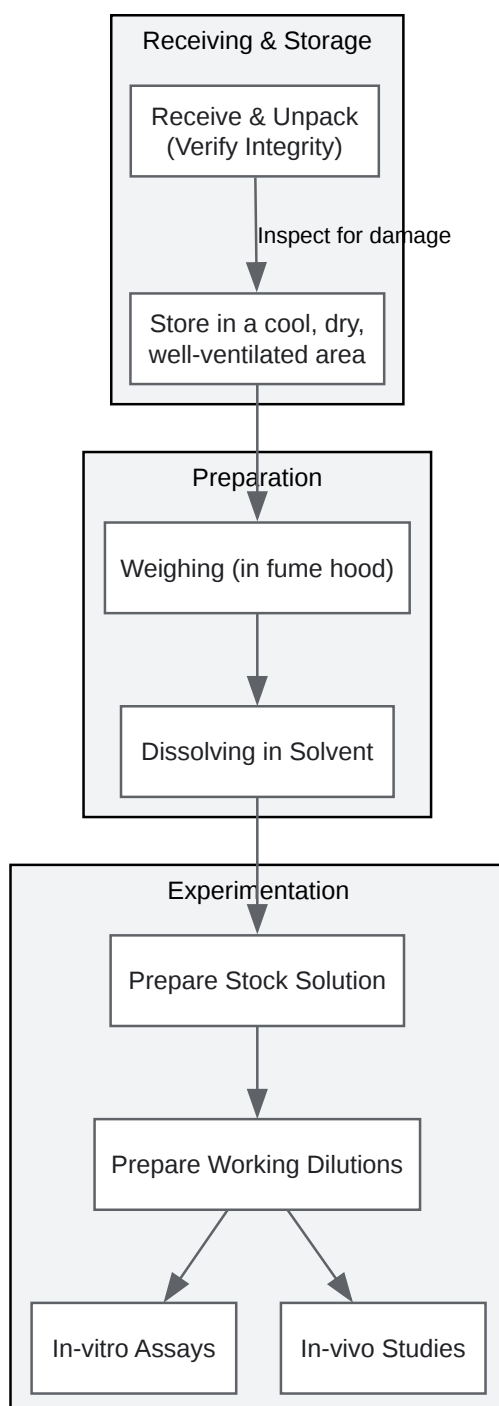 Receiving & Storage
Receive & Unpack
(Verify Integrity)
Inspect for damage
Store in a cool, dry,
well-ventilated area
Preparation
Weighing (in fume hood)
Dissolving in Solvent
Experimentation
Prepare Stock Solution
Prepare Working Dilutions
In-vitro Assays
In-vivo Studies